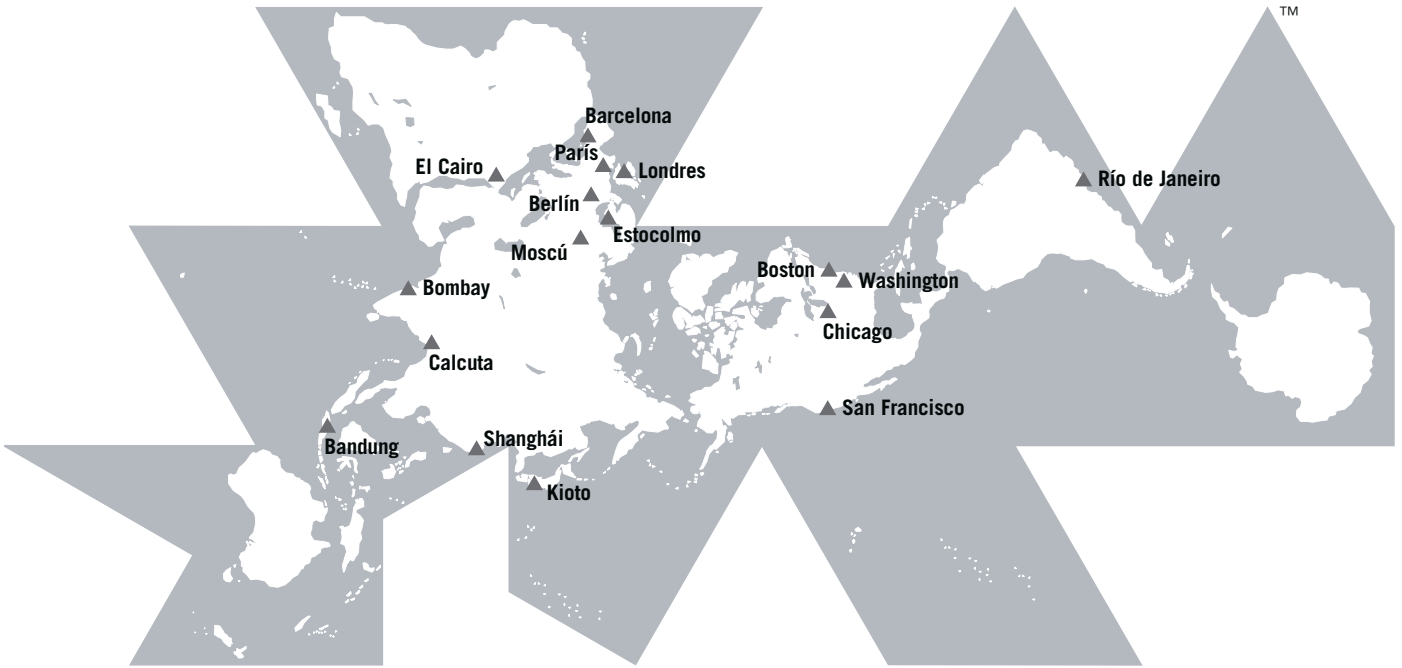 TM
Barcelona
París
El Cairo
Londres
Río de Janeiro
Berlín
Estocolmo
Moscú
Boston
Washington
Bombay
Chicago
Calcuta
San Francisco
Shanghái
Bandung
Kioto